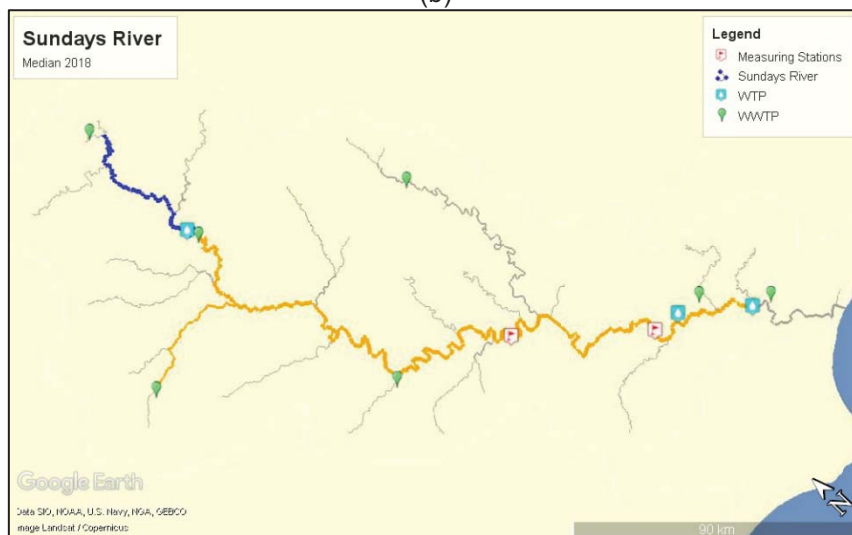 (b)
Sundays River
Median 2018
Legend
Measuring Stations
Sundays River
WTP
WWTP
Google Earth
Data SIO, NOAA, U.S. Navy, NGA, GEBCO
Image Landsat / Copernicus
90 km
N